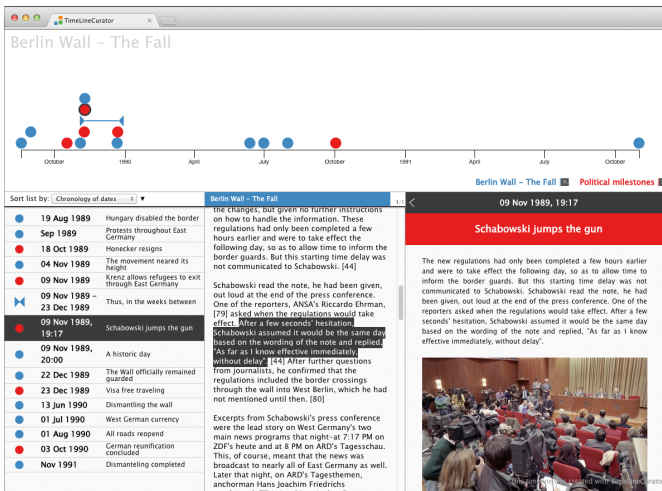 TimeLineCurator
Berlin Wall – The Fall
October
1990
April
July
October
1991
April
July
October
Berlin Wall – The Fall
Political milestones
Sort list by: Chronology of dates
19 Aug 1989 Hungary disabled the border
Sep 1989 Protests throughout East
Germany
18 Oct 1989 Honecker resigns
04 Nov 1989 The movement neared its
height
09 Nov 1989 Krenz allows refugees to exit
through East Germany
09 Nov 1989 –
23 Dec 1989 Thus, in the weeks between
09 Nov 1989,
19:17 Schabowski jumps the gun
09 Nov 1989,
20:00 A historic day
22 Dec 1989 The Wall officially remained
guarded
23 Dec 1989 Visa free traveling
13 Jun 1990 Dismantling the wall
01 Jul 1990 West German currency
01 Aug 1990 All roads reopend
03 Oct 1990 German reunification
concluded
Nov 1991 Dismanteling completed
Berlin Wall – The Fall
1/1
the changes, but given no further instructions
on how to handle the information. These
regulations had only been completed a few
hours earlier and were to take effect the
following day, so as to allow time to inform the
border guards. But this starting time delay was
not communicated to Schabowski. [44]
Schabowski read the note, he had been given,
out loud at the end of the press conference.
One of the reporters, ANSA's Riccardo Ehrman,
[79] asked when the regulations would take
effect. After a few seconds' hesitation,
Schabowski assumed it would be the same day
based on the wording of the note and replied,
"As far as I know effective immediately,
without delay". [44] After further questions
from journalists, he confirmed that the
regulations included the border crossings
through the wall into West Berlin, which he had
not mentioned until then. [80]
Excerpts from Schabowski's press conference
were the lead story on West Germany's two
main news programs that night–at 7:17 PM on
ZDF's heute and at 8 PM on ARD's Tagesschau.
This, of course, meant that the news was
broadcast to nearly all of East Germany as well.
Later that night, on ARD's Tagesthemen,
anchorman Hanns Joachim Friedrichs
09 Nov 1989, 19:17
Schabowski jumps the gun
The new regulations had only been completed a few hours earlier
and were to take effect the following day, so as to allow time to
inform the border guards. But this starting time delay was not
communicated to Schabowski. Schabowski read the note, he had
been given, out loud at the end of the press conference. One of the
reporters asked when the regulations would take effect. After a few
seconds' hesitation, Schabowski assumed it would be the same day
based on the wording of the note and replied, "As far as I know
effective immediately, without delay".
This timeline was created with TimeLineCurator